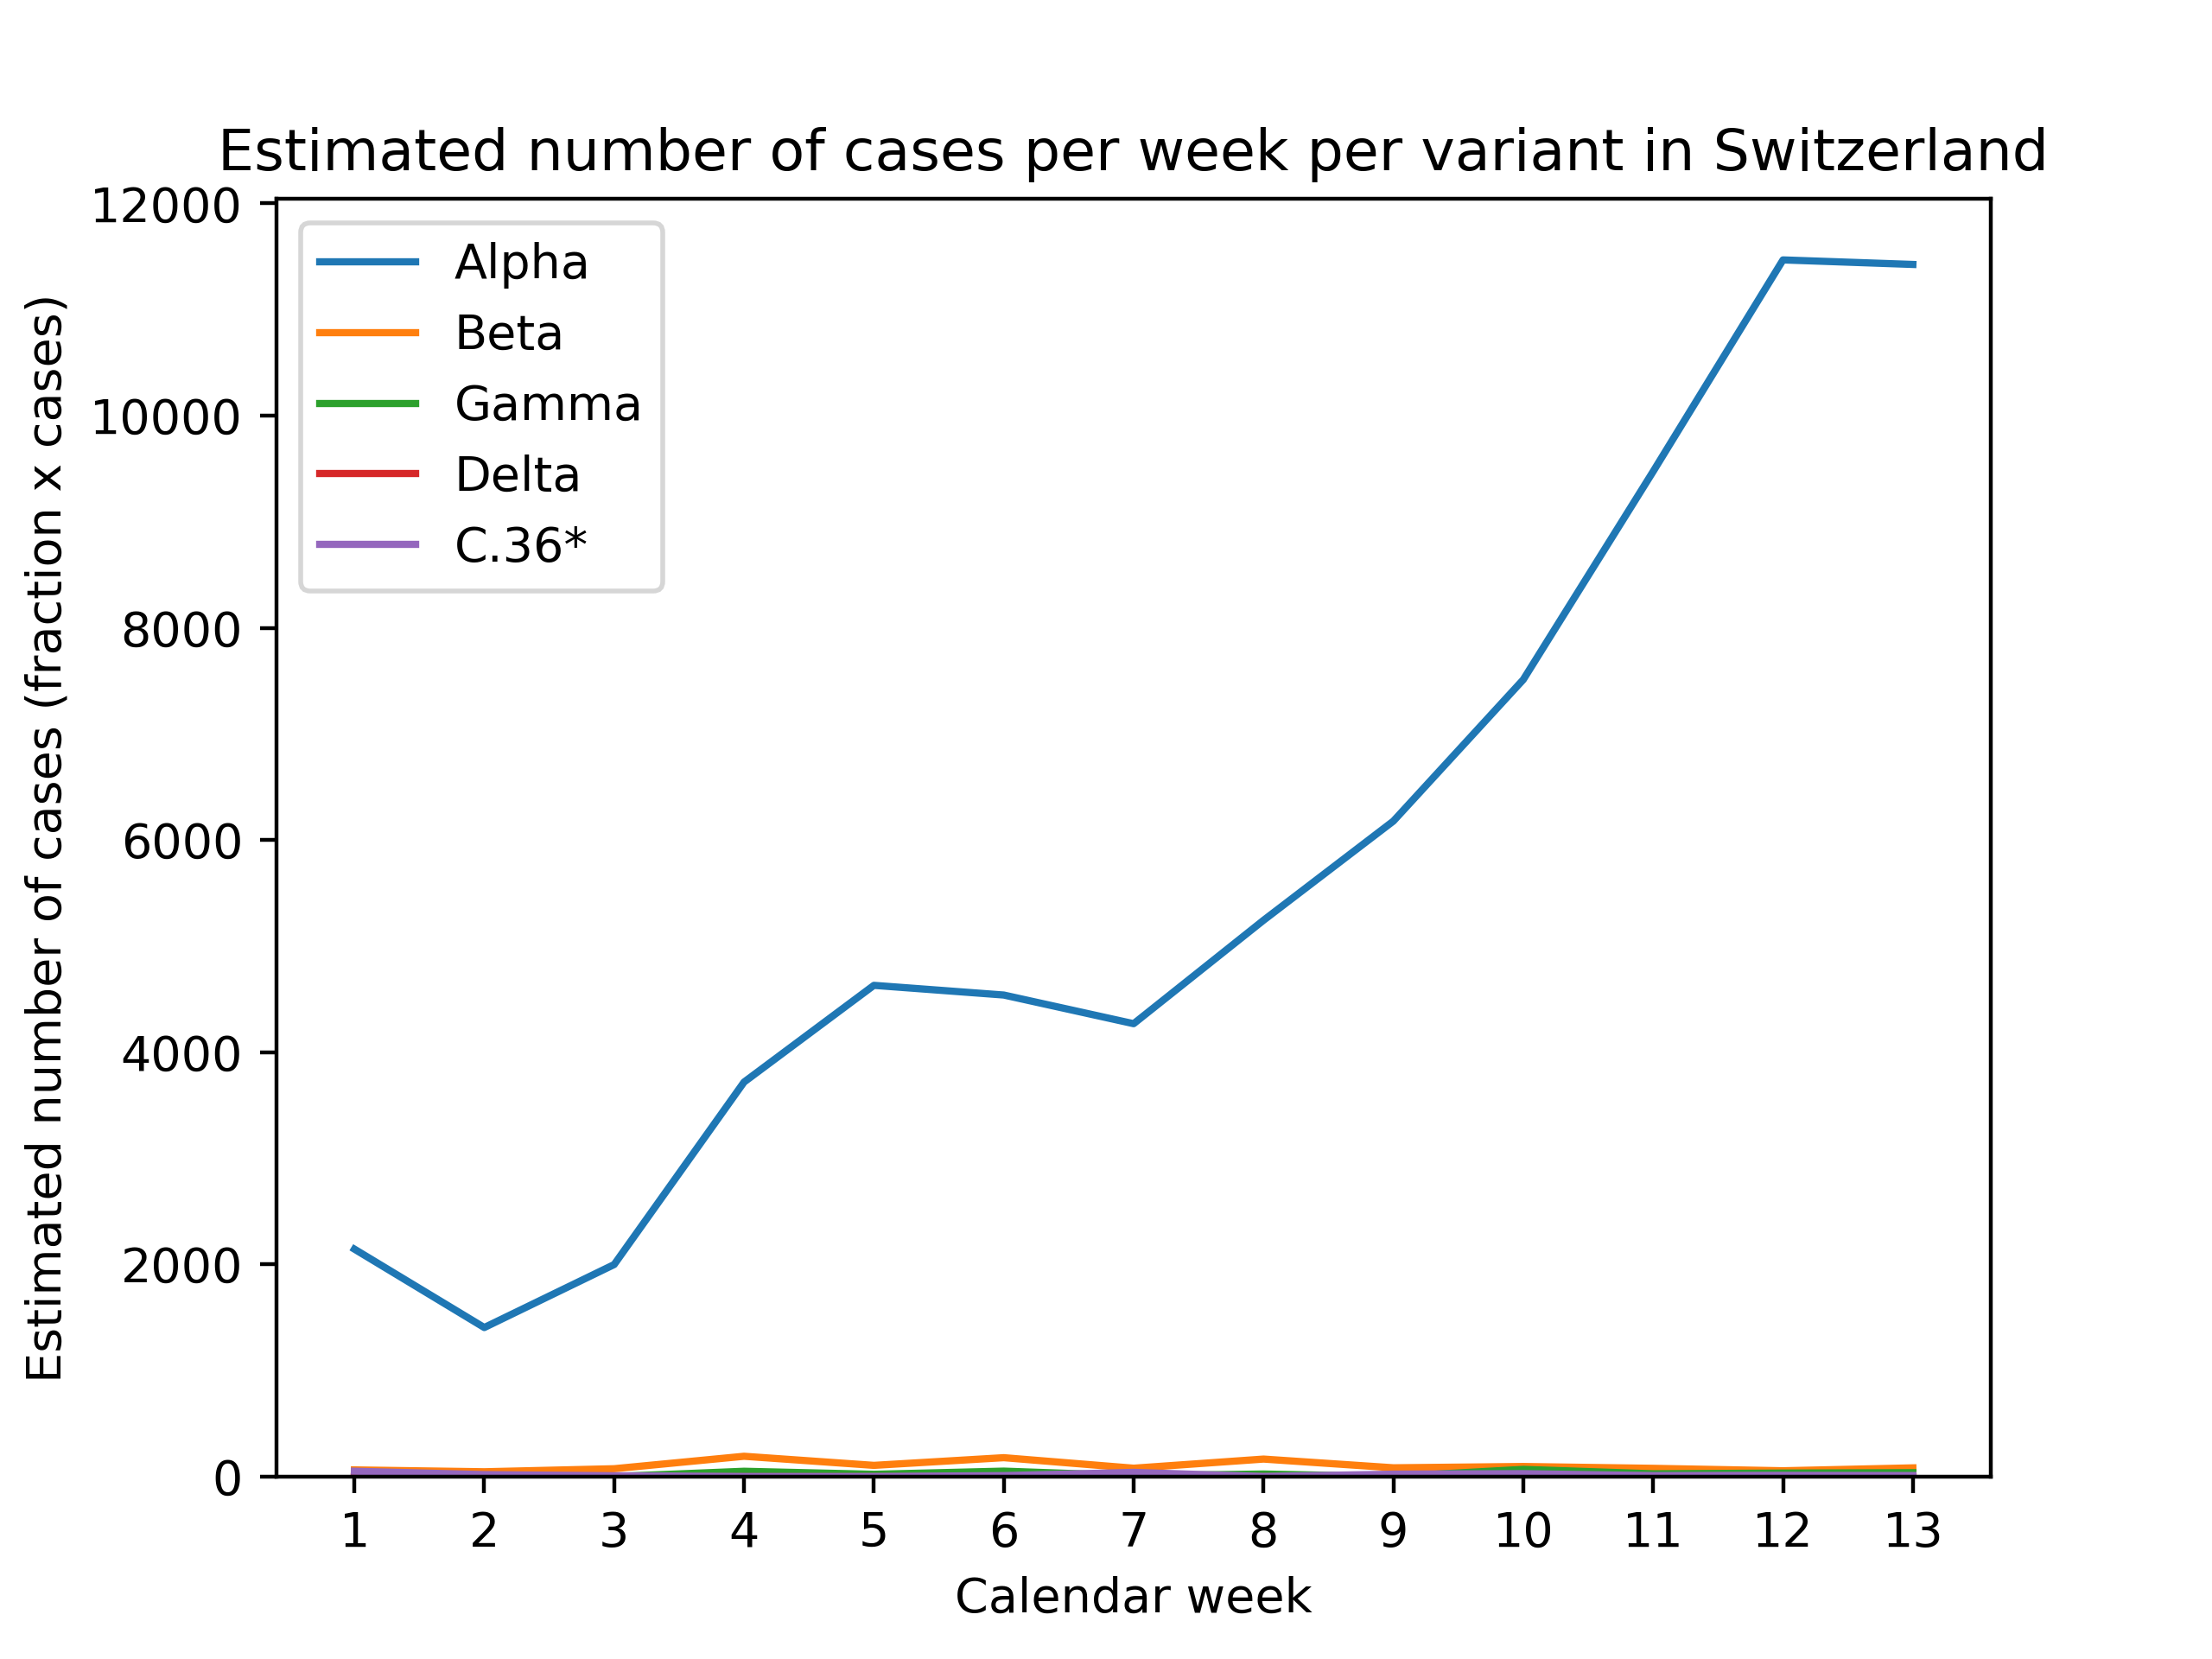 Estimated number of cases per week per variant in Switzerland
Estimated number of cases (fraction x cases)
12000
10000
8000
6000
4000
2000
0
Alpha
Beta
Gamma
Delta
C.36*
1 2 3 4 5 6 7 8 9 10 11 12 13
Calendar week